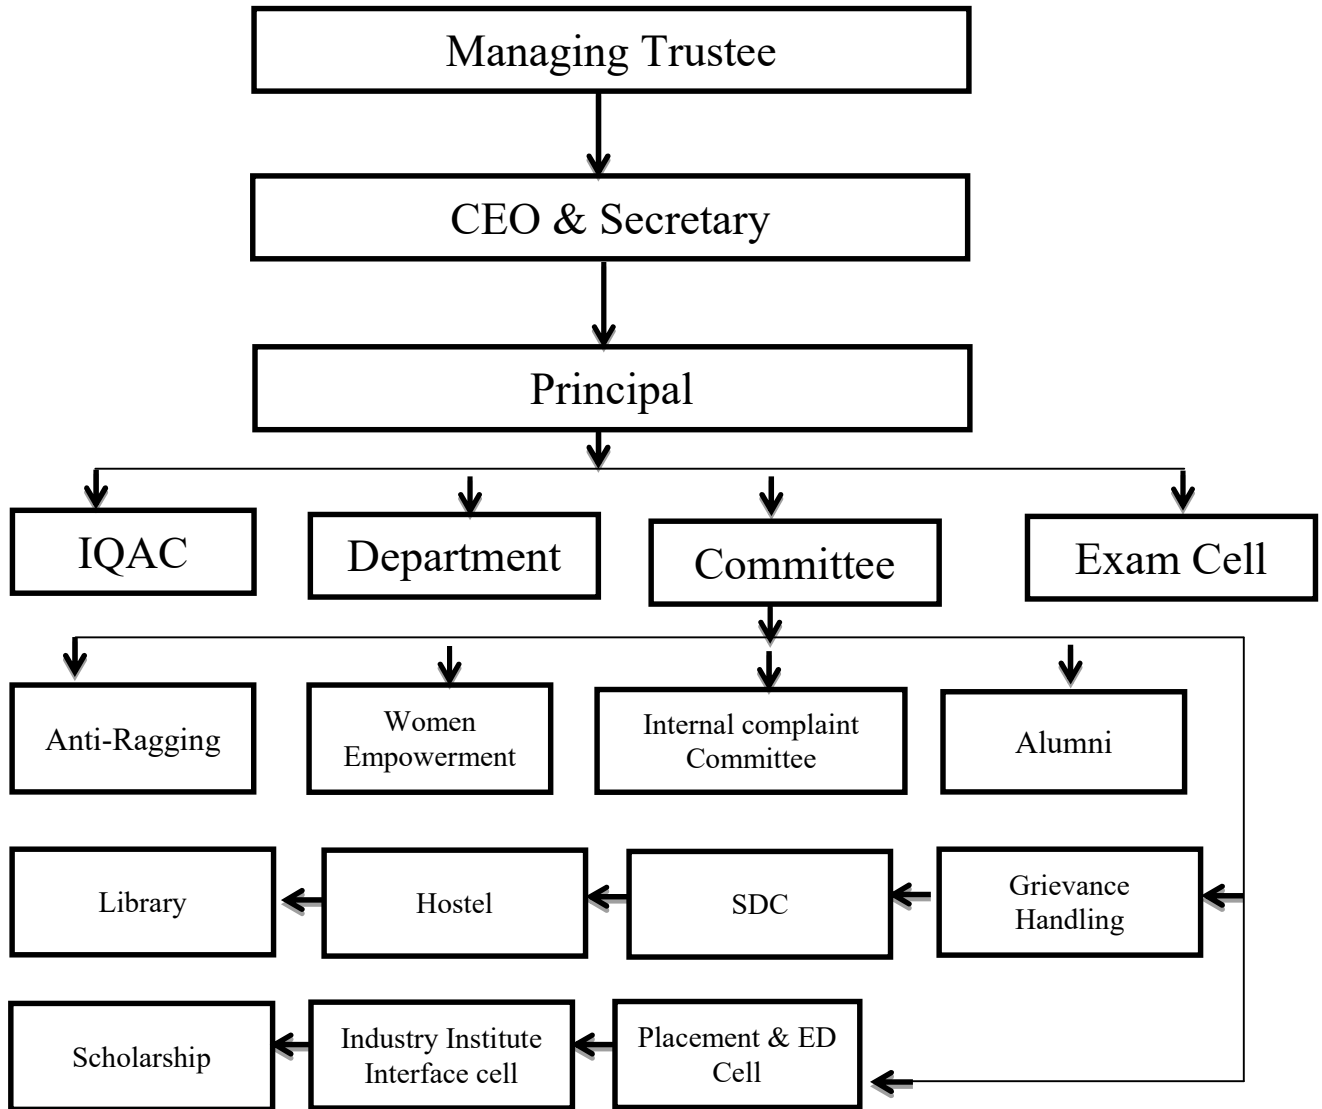 Managing Trustee
CEO & Secretary
Principal
IQAC
Department
Committee
Exam Cell
Anti-Ragging
Women
Empowerment
Internal complaint
Committee
Alumni
Library
Hostel
SDC
Grievance
Handling
Scholarship
Industry Institute
Interface cell
Placement & ED
Cell